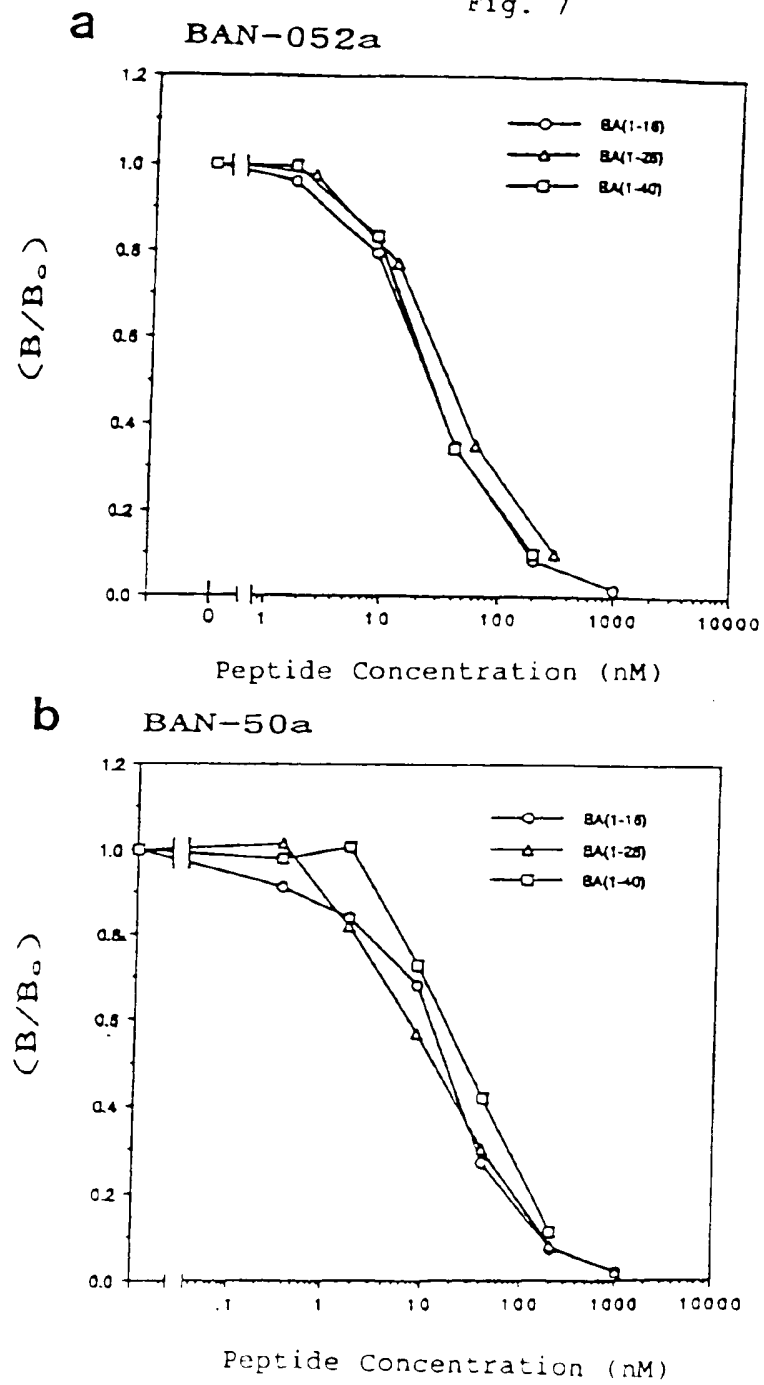 Fig. 7
a
BAN-052a
1.2
1.0
0.8
0.6
0.4
0.2
0.0
(B/B₀)
BA(1-16)
BA(1-28)
BA(1-40)
0 1 10 100 1000 10000
Peptide Concentration (nM)
b
BAN-50a
1.2
1.0
0.8
0.6
0.4
0.2
0.0
(B/B₀)
BA(1-16)
BA(1-28)
BA(1-40)
.1 1 10 100 1000 10000
Peptide Concentration (nM)